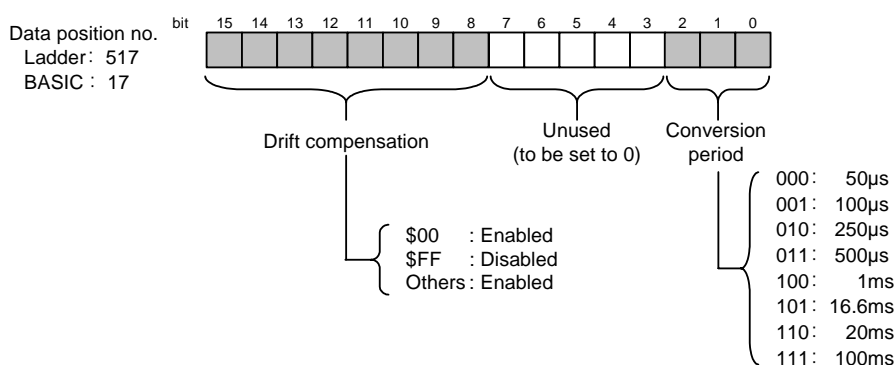 Data position no.
Ladder: 517
BASIC : 17
bit 15 14 13 12 11 10 9 8 7 6 5 4 3 2 1 0
Drift compensation
Unused
(to be set to 0)
Conversion
period
$00 : Enabled
$FF : Disabled
Others : Enabled
000: 50µs
001: 100µs
010: 250µs
011: 500µs
100: 1ms
101: 16.6ms
110: 20ms
111: 100ms